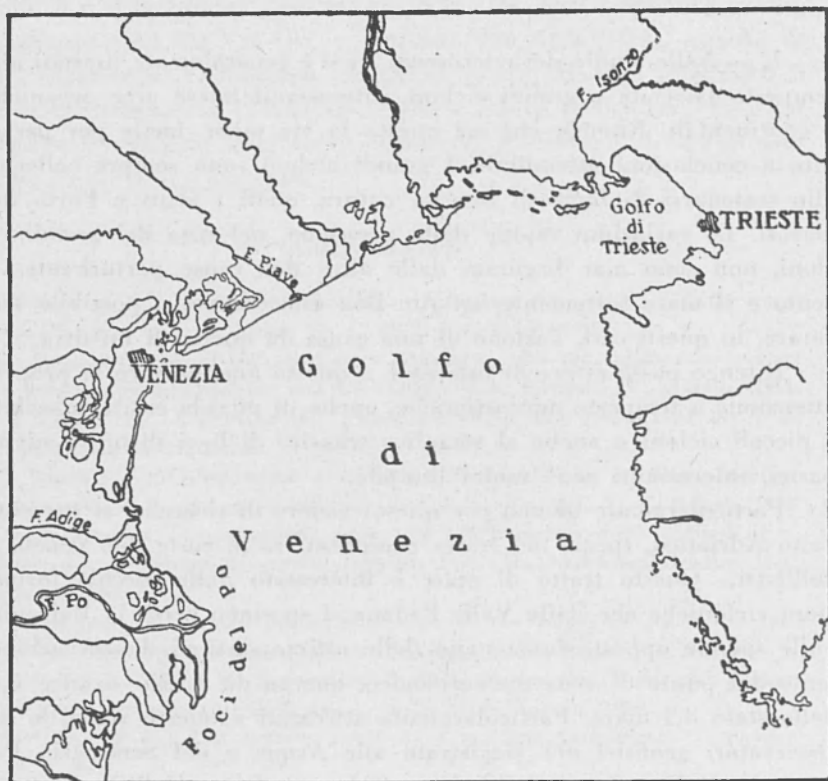 F. Isonzo
Golfo
di
Trieste
TRIESTE
F. Piave
VENEZIA
Golfo
di
Venezia
F. Adige
F. Po
Foci del Po